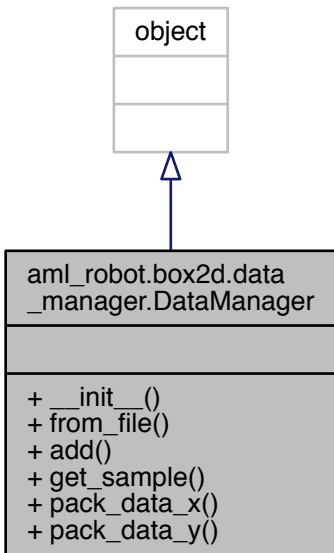 object
aml_robot.box2d.data
_manager.DataManager
+ __init__()
+ from_file()
+ add()
+ get_sample()
+ pack_data_x()
+ pack_data_y()